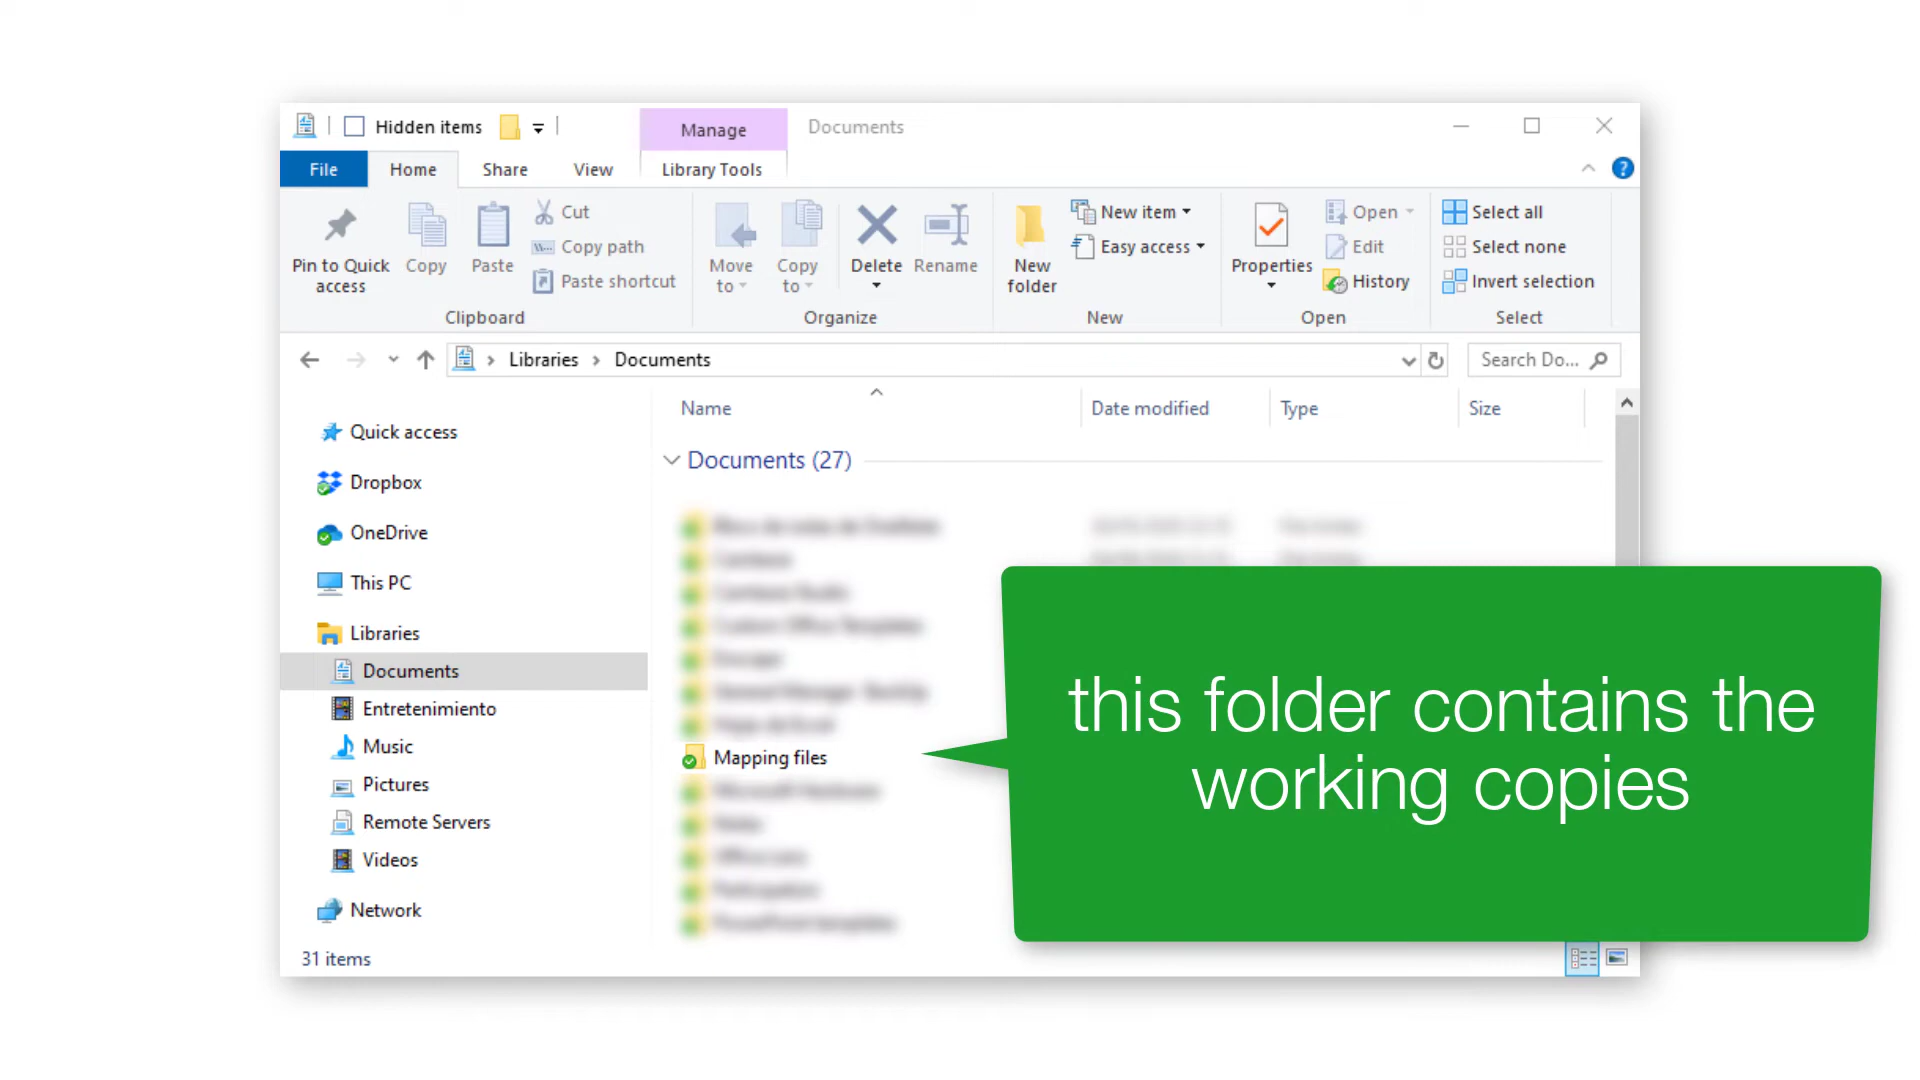 Hidden items
Manage
Documents
File
Home
Share
View
Library Tools
Pin to Quick access
Copy
Paste
Cut
Copy path
Paste shortcut
Clipboard
Move to
Copy to
Delete
Rename
Organize
New folder
New item
Easy access
New
Properties
Open
Edit
History
Open
Select all
Select none
Invert selection
Select
Libraries
Documents
Search Do...
Name
Date modified
Type
Size
Quick access
Dropbox
OneDrive
This PC
Libraries
Documents
Entretenimiento
Music
Pictures
Remote Servers
Videos
Network
Documents (27)
Mapping files
this folder contains the
working copies
31 items